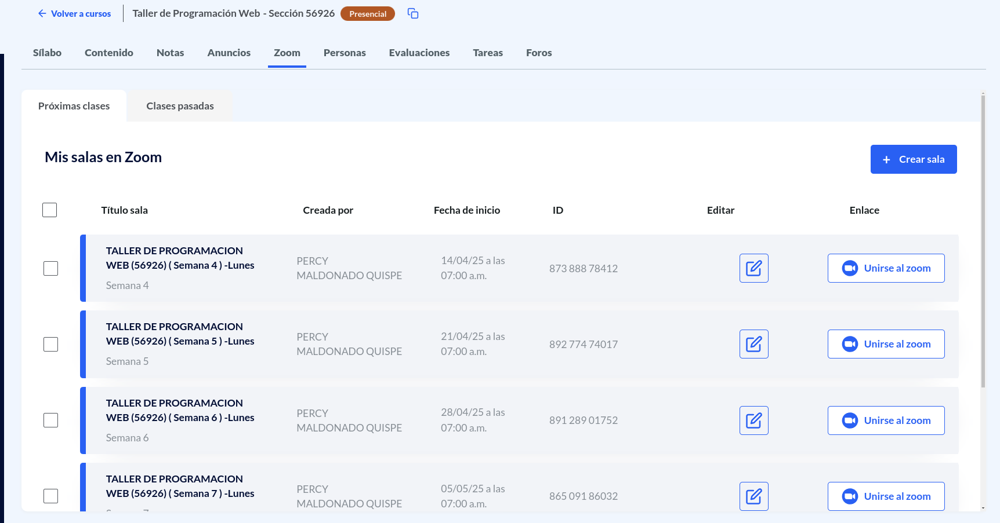 Volver a cursos
Taller de Programación Web - Sección 56926
Presencial
Sílabo
Contenido
Notas
Anuncios
Zoom
Personas
Evaluaciones
Tareas
Foros
Próximas clases
Clases pasadas
Mis salas en Zoom
+ Crear sala
Título sala
Creada por
Fecha de inicio
ID
Editar
Enlace
TALLER DE PROGRAMACION
WEB (56926) ( Semana 4 ) -Lunes
Semana 4
PERCY
MALDONADO QUISPE
14/04/25 a las
07:00 a.m.
873 888 78412
Unirse al zoom
TALLER DE PROGRAMACION
WEB (56926) ( Semana 5 ) -Lunes
Semana 5
PERCY
MALDONADO QUISPE
21/04/25 a las
07:00 a.m.
892 774 74017
Unirse al zoom
TALLER DE PROGRAMACION
WEB (56926) ( Semana 6 ) -Lunes
Semana 6
PERCY
MALDONADO QUISPE
28/04/25 a las
07:00 a.m.
891 289 01752
Unirse al zoom
TALLER DE PROGRAMACION
WEB (56926) ( Semana 7 ) -Lunes
PERCY
MALDONADO QUISPE
05/05/25 a las
07:00 a.m.
865 091 86032
Unirse al zoom